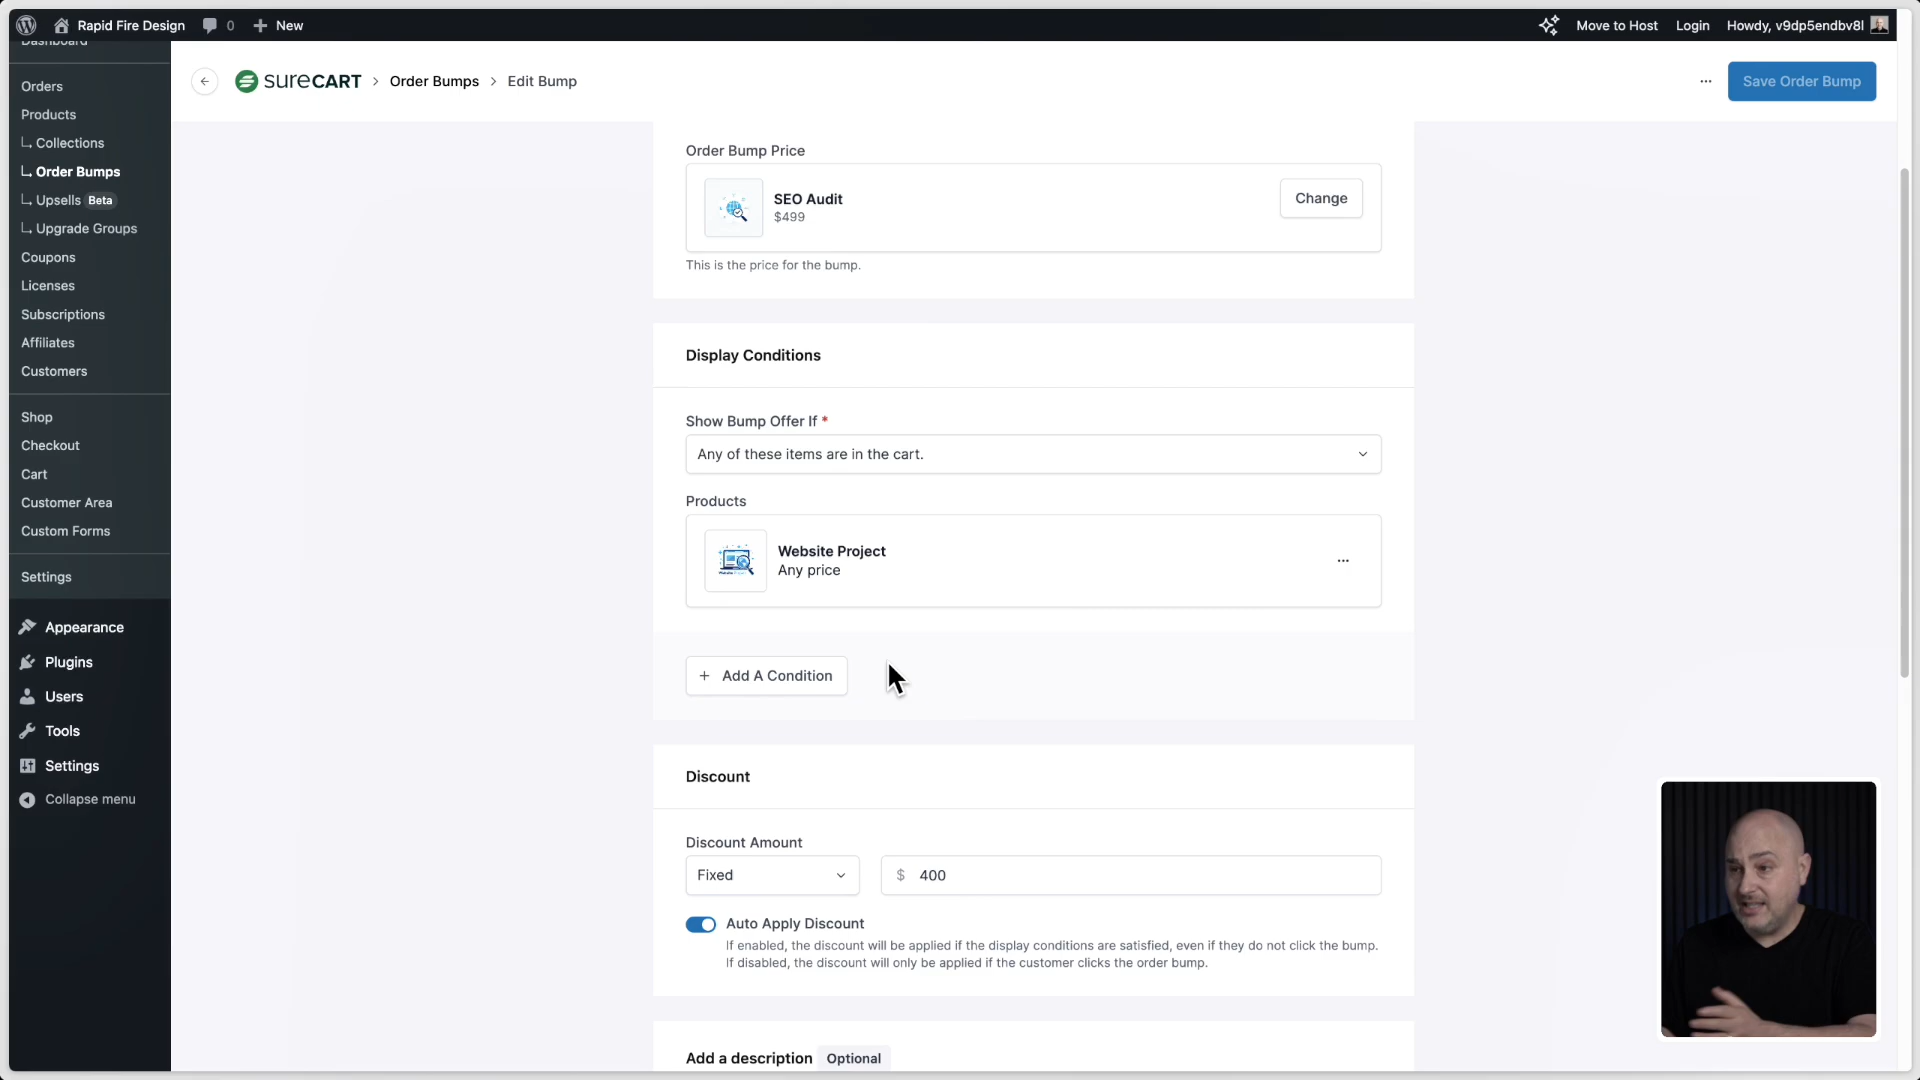 Rapid Fire Design
0
New
Move to Host
Login
Howdy, v9dp5endbv8l
Dashboard
Orders
Products
Collections
Order Bumps
Upsells Beta
Upgrade Groups
Coupons
Licenses
Subscriptions
Affiliates
Customers
Shop
Checkout
Cart
Customer Area
Custom Forms
Settings
Appearance
Plugins
Users
Tools
Settings
Collapse menu
SURECART > Order Bumps > Edit Bump
...
Save Order Bump
Order Bump Price
SEO Audit
$499
Change
This is the price for the bump.
Display Conditions
Show Bump Offer If *
Any of these items are in the cart.
Products
Website Project
Any price
...
+ Add A Condition
Discount
Discount Amount
Fixed
$ 400
Auto Apply Discount
If enabled, the discount will be applied if the display conditions are satisfied, even if they do not click the bump.
If disabled, the discount will only be applied if the customer clicks the order bump.
Add a description Optional